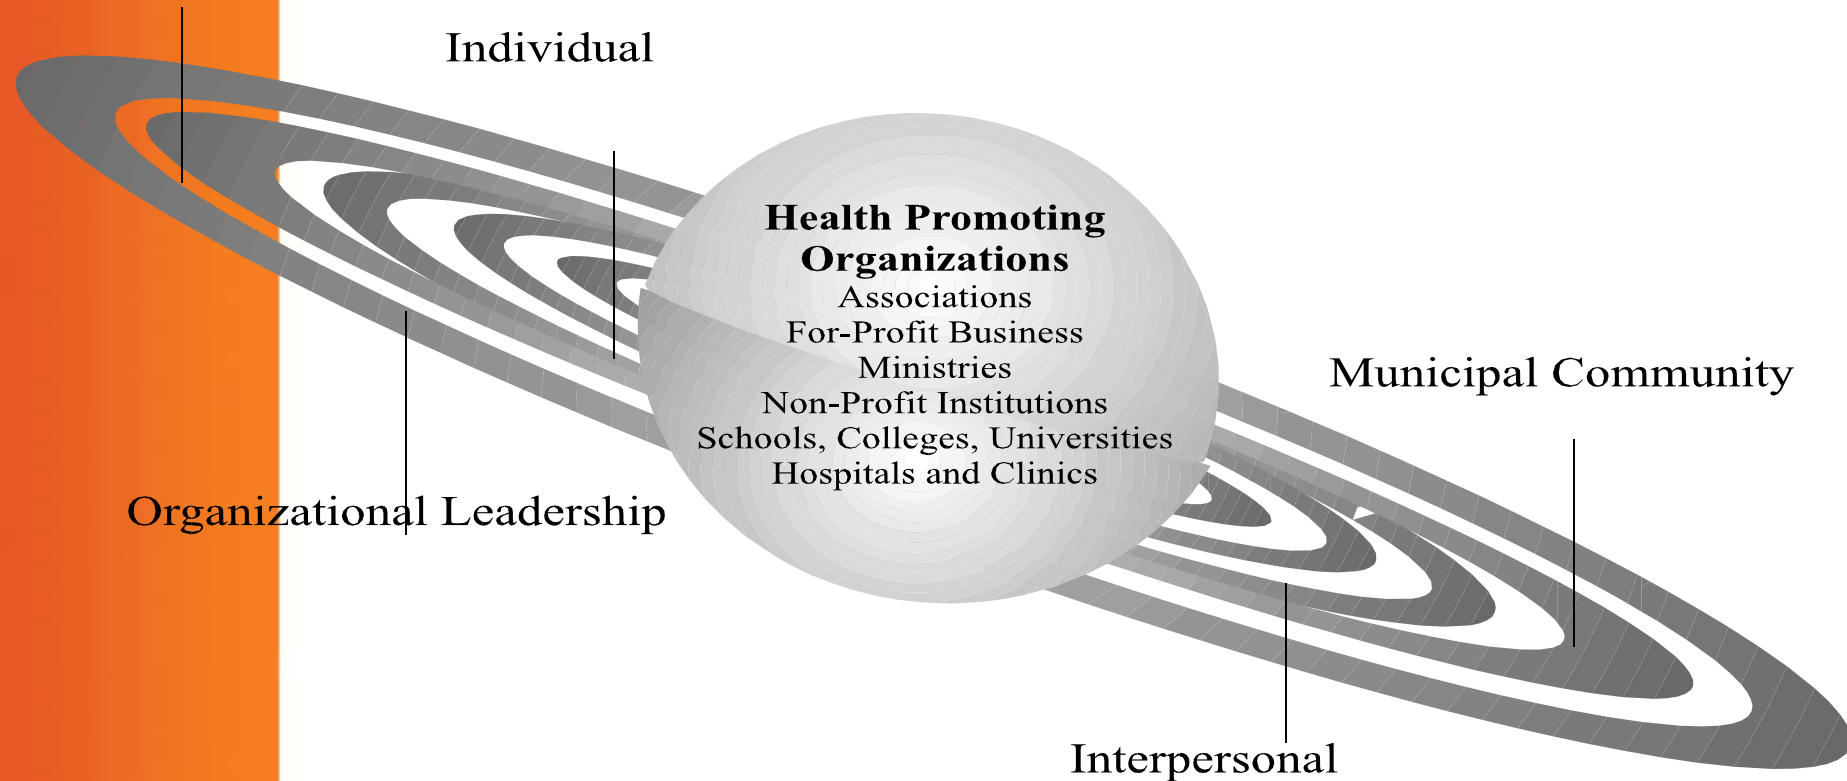 Individual
Health Promoting
Organizations
Associations
For-Profit Business
Ministries
Non-Profit Institutions
Schools, Colleges, Universities
Hospitals and Clinics
Municipal Community
Organizational Leadership
Interpersonal